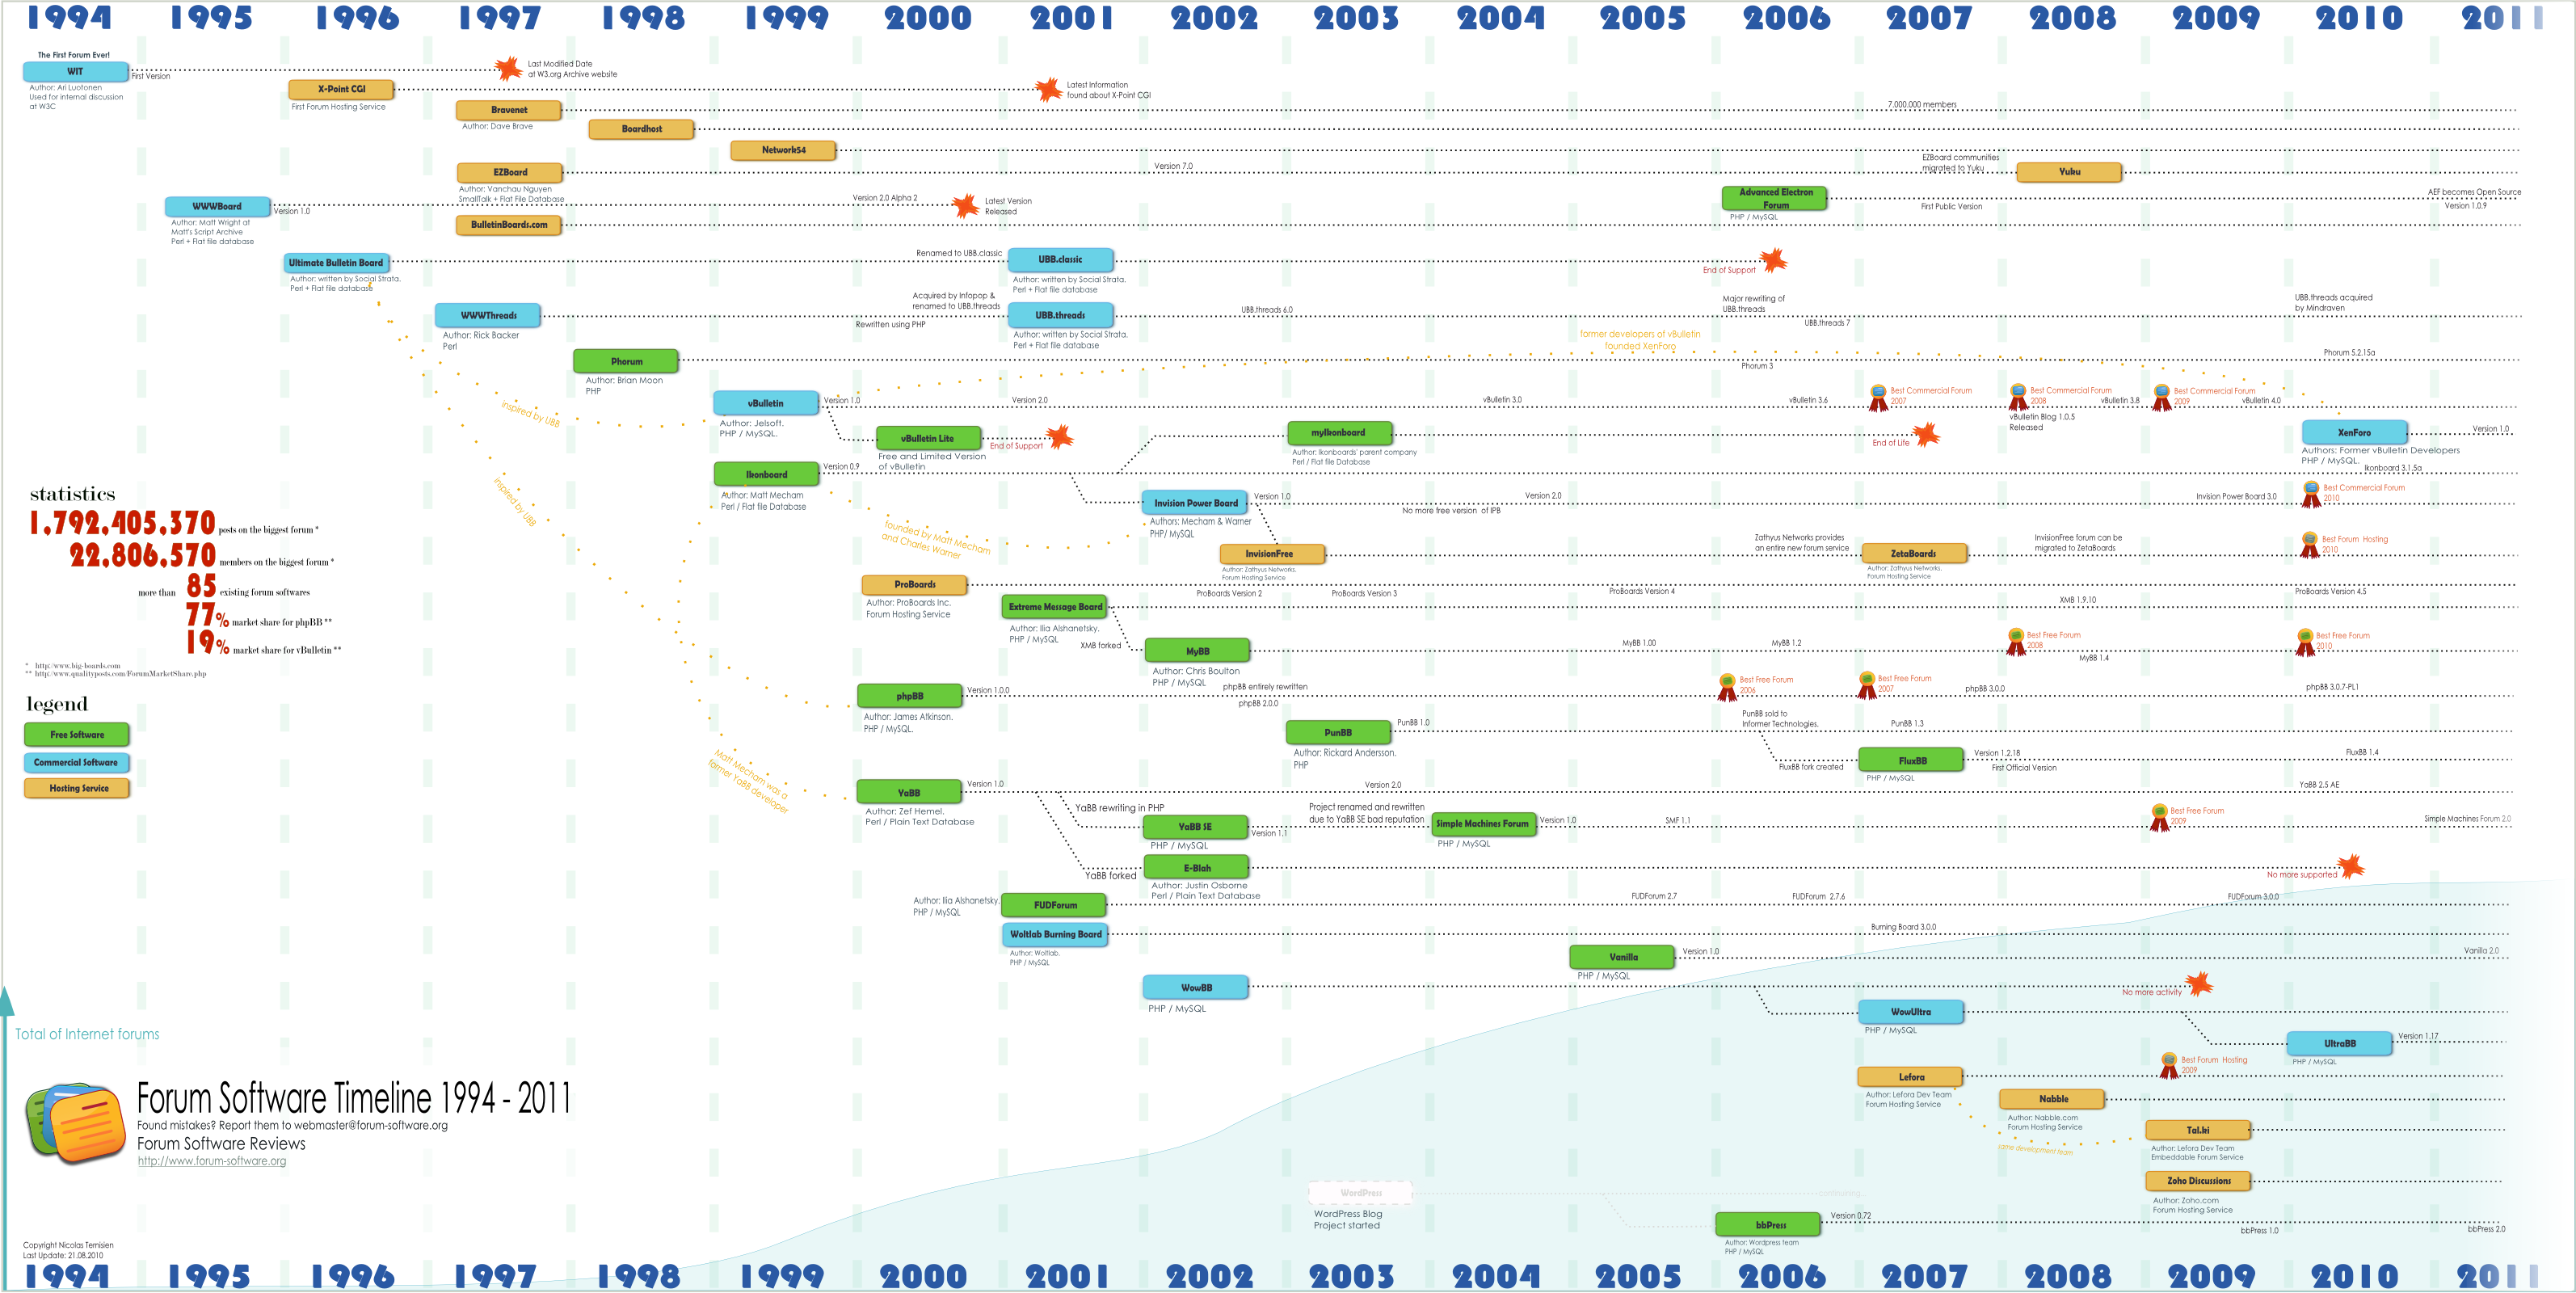 1994 1995 1996 1997 1998 1999 2000 2001 2002 2003 2004 2005 2006 2007 2008 2009 2010 2011
The First Forum Ever!
WIT
First Version
Author: Ari Luotonen
Used for internal discussion
at W3C
Last Modified Date
at W3.org Archive website
X-Point CGI
First Forum Hosting Service
Latest Information
found about X-Point CGI
Bravenet
Author: Dave Brave
7.000.000 members
Boardhost
Network54
EZBoard
Author: Vanchau Nguyen
SmallTalk + Flat File Database
Version 7.0
EZBoard communities
migrated to Yuku
Yuku
WWWBoard
Version 1.0
Author: Matt Wright at
Matt's Script Archive
Perl + Flat file database
Version 2.0 Alpha 2
Latest Version
Released
Advanced Electron
Forum
PHP / MySQL
First Public Version
AEF becomes Open Source
Version 1.0.9
BulletinBoards.com
Ultimate Bulletin Board
Author: written by Social Strata.
Perl + Flat file database
Renamed to UBB.classic
UBB.classic
Author: written by Social Strata.
Perl + Flat file database
End of Support
WWWThreads
Author: Rick Backer
Perl
Acquired by Infopop &
renamed to UBB.threads
Rewritten using PHP
UBB.threads
Author: written by Social Strata.
Perl + Flat file database
UBB.threads 6.0
Major rewriting of
UBB.threads
UBB.threads 7
UBB.threads acquired
by Mindraven
former developers of vBulletin
founded XenForo
Phorum
Author: Brian Moon
PHP
Phorum 3
Phorum 5.2.15a
inspired by UBB
vBulletin
Version 1.0
Author: Jelsoft.
PHP / MySQL.
Version 2.0
vBulletin 3.0
vBulletin 3.6
Best Commercial Forum
2007
Best Commercial Forum
2008
vBulletin Blog 1.0.5
Released
vBulletin 3.8
Best Commercial Forum
2009
vBulletin 4.0
vBulletin Lite
Free and Limited Version
of vBulletin
End of Support
myIkonboard
Author: Ikonboards' parent company
Perl / Flat file Database
End of Life
XenForo
Version 1.0
Authors: Former vBulletin Developers
PHP / MySQL.
Ikonboard
Version 0.9
Author: Matt Mecham
Perl / Flat file Database
Ikonboard 3.1.5a
inspired by UBB
founded by Matt Mecham
and Charles Warner
Invision Power Board
Version 1.0
Authors: Mecham & Warner
PHP/ MySQL
Version 2.0
No more free version of IPB
Invision Power Board 3.0
Best Commercial Forum
2010
InvisionFree
Author: Zathyus Networks.
Forum Hosting Service
Zathyus Networks provides
an entire new forum service
ZetaBoards
Author: Zathyus Networks.
Forum Hosting Service
InvisionFree forum can be
migrated to ZetaBoards
Best Forum Hosting
2010
ProBoards
Author: ProBoards Inc.
Forum Hosting Service
ProBoards Version 2
ProBoards Version 3
ProBoards Version 4
ProBoards Version 4.5
Extreme Message Board
Author: Ilia Alshanetsky.
PHP / MySQL
XMB 1.9.10
XMB forked
MyBB
Author: Chris Boulton
PHP / MySQL
MyBB 1.00
MyBB 1.2
Best Free Forum
2008
MyBB 1.4
Best Free Forum
2010
phpBB
Version 1.0.0
Author: James Atkinson.
PHP / MySQL.
phpBB entirely rewritten
phpBB 2.0.0
Best Free Forum
2006
Best Free Forum
2007
phpBB 3.0.0
phpBB 3.0.7-PL1
PunBB
PunBB 1.0
Author: Rickard Andersson.
PHP
PunBB sold to
Informer Technologies.
PunBB 1.3
FluxBB fork created
FluxBB
PHP / MySQL
Version 1.2.18
First Official Version
FluxBB 1.4
Matt Mecham was a
former YaBB developer
YaBB
Version 1.0
Author: Zef Hemel.
Perl / Plain Text Database
Version 2.0
YaBB 2.5 AE
YaBB rewriting in PHP
YaBB SE
Version 1.1
PHP / MySQL
Project renamed and rewritten
due to YaBB SE bad reputation
Simple Machines Forum
Version 1.0
PHP / MySQL
SMF 1.1
Best Free Forum
2009
Simple Machines Forum 2.0
YaBB forked
E-Blah
Author: Justin Osborne
Perl / Plain Text Database
No more supported
Author: Ilia Alshanetsky.
PHP / MySQL
FUDForum
FUDForum 2.7
FUDForum 2.7.6
FUDForum 3.0.0
Woltlab Burning Board
Author: Woltlab.
PHP / MySQL
Burning Board 3.0.0
Vanilla
Version 1.0
PHP / MySQL
Vanilla 2.0
WowBB
PHP / MySQL
No more activity
WowUltra
PHP / MySQL
UltraBB
Version 1.17
PHP / MySQL
Lefora
Author: Lefora Dev Team
Forum Hosting Service
Best Forum Hosting
2009
Nabble
Author: Nabble.com
Forum Hosting Service
same development team
Tal.ki
Author: Lefora Dev Team
Embeddable Forum Service
Zoho Discussions
Author: Zoho.com
Forum Hosting Service
WordPress
WordPress Blog
Project started
bbPress
Version 0.72
Author: Wordpress team
PHP / MySQL
bbPress 1.0
bbPress 2.0
statistics
1.792.405.370 posts on the biggest forum *
22.806.570 members on the biggest forum *
more than 85 existing forum softwares
77% market share for phpBB **
19% market share for vBulletin **
* http://www.big-boards.com
** http://www.qualityposts.com/ForumMarketShare.php
legend
Free Software
Commercial Software
Hosting Service
Total of Internet forums
Forum Software Timeline 1994 - 2011
Found mistakes? Report them to webmaster@forum-software.org
Forum Software Reviews
http://www.forum-software.org
Copyright Nicolas Ternisien
Last Update: 21.08.2010
1994 1995 1996 1997 1998 1999 2000 2001 2002 2003 2004 2005 2006 2007 2008 2009 2010 2011